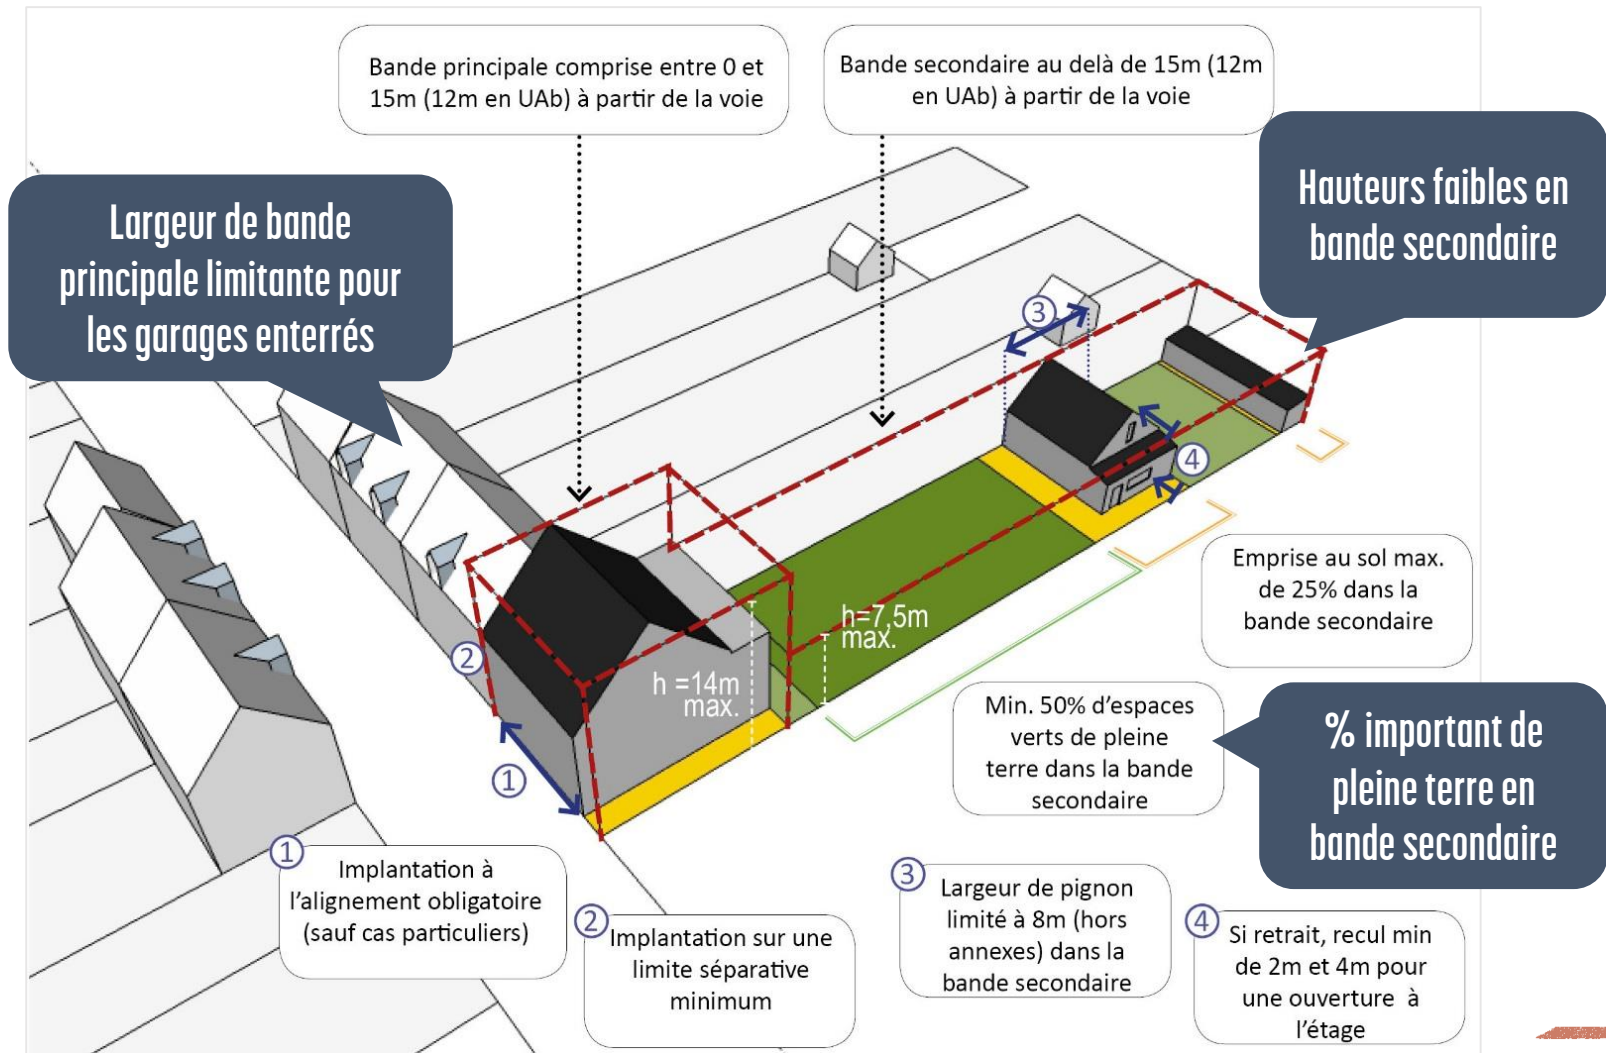 Bande principale comprise entre 0 et
15m (12m en UAb) à partir de la voie
Bande secondaire au delà de 15m (12m
en UAb) à partir de la voie
Largeur de bande
principale limitante pour
les garages enterrés
Hauteurs faibles en
bande secondaire
3
4
2
1
h=7,5m
max.
h =14m
max.
Emprise au sol max.
de 25% dans la
bande secondaire
Min. 50% d'espaces
verts de pleine
terre dans la bande
secondaire
% important de
pleine terre en
bande secondaire
1
Implantation à
l'alignement obligatoire
(sauf cas particuliers)
2
Implantation sur une
limite séparative
minimum
3
Largeur de pignon
limité à 8m (hors
annexes) dans la
bande secondaire
4
Si retrait, recul min
de 2m et 4m pour
une ouverture à
l'étage